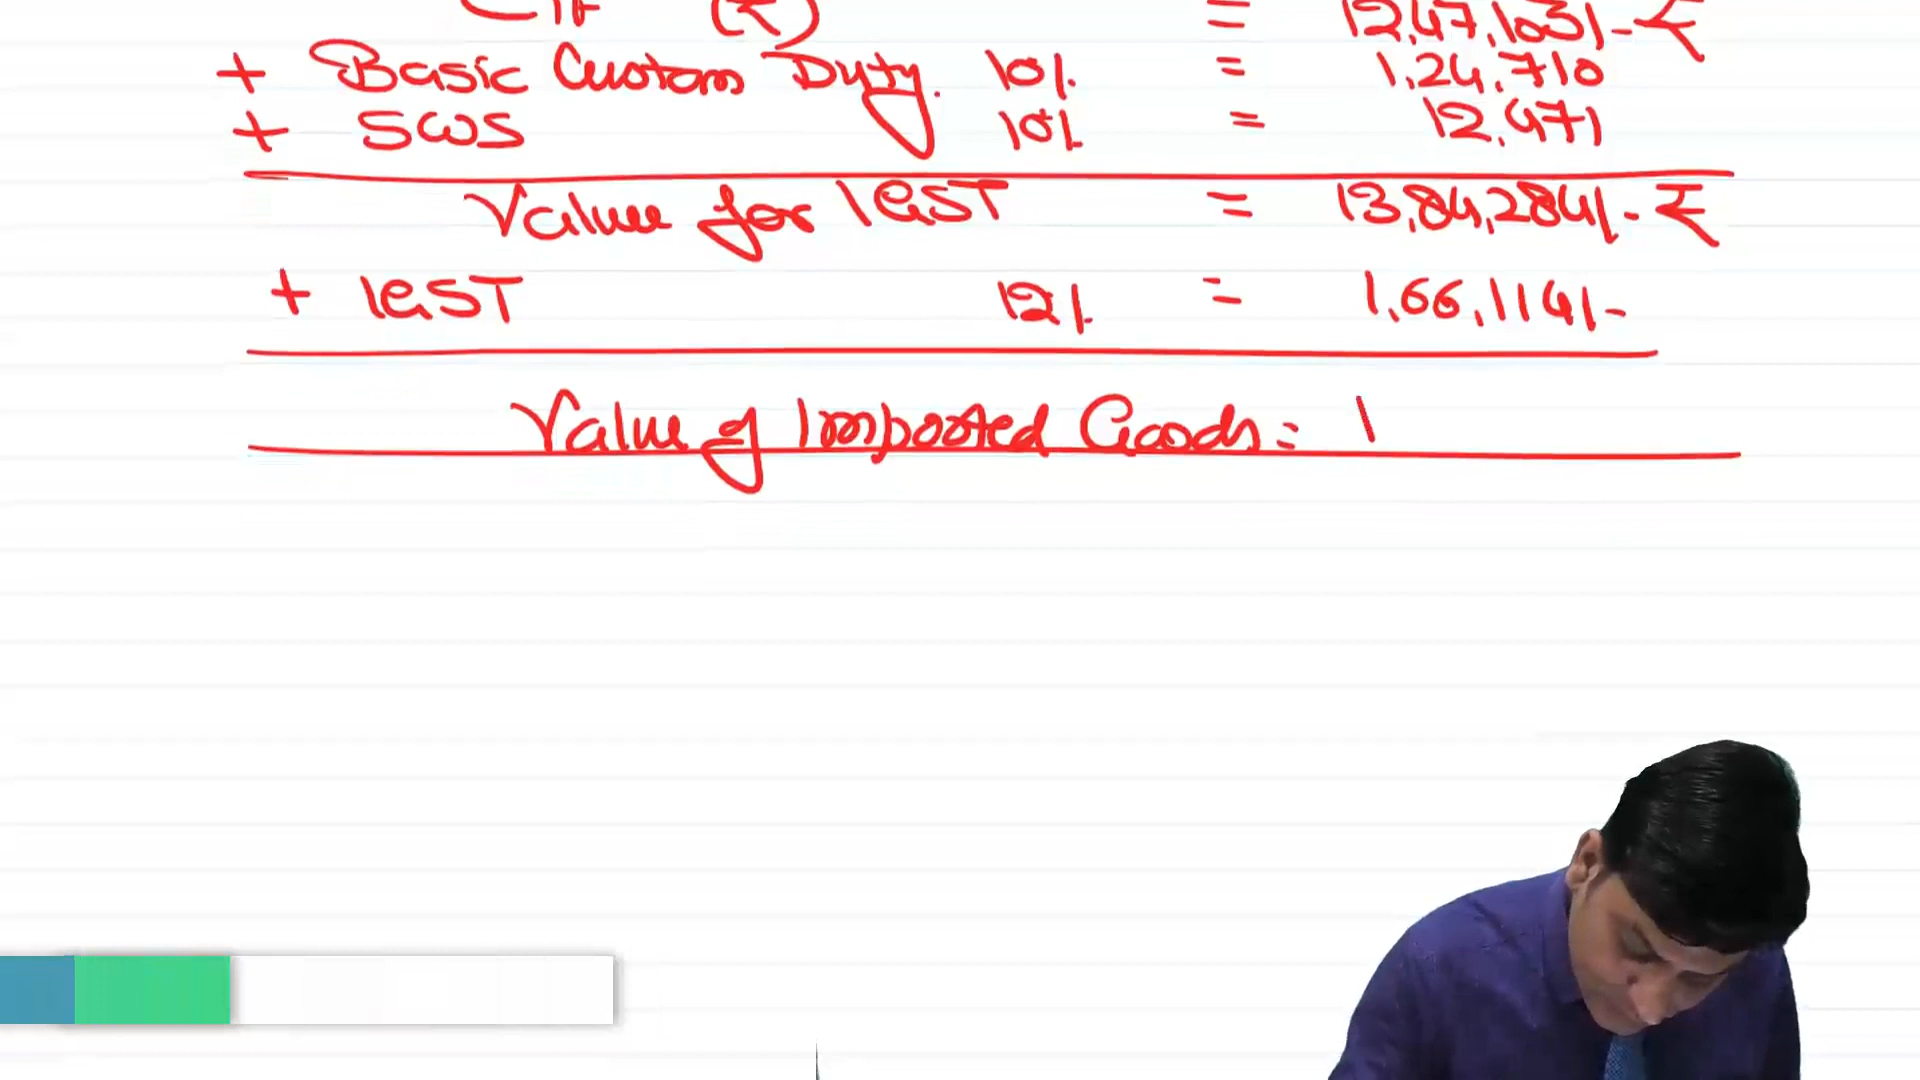 CIF (₹) = 12,47,103/- ₹
+ Basic Custom Duty 10% = 1,24,710
+ SWS 10% = 12,471
Value for IGST = 13,84,284/- ₹
+ IGST 12% = 1,66,114/-
Value of Imported Goods = 1